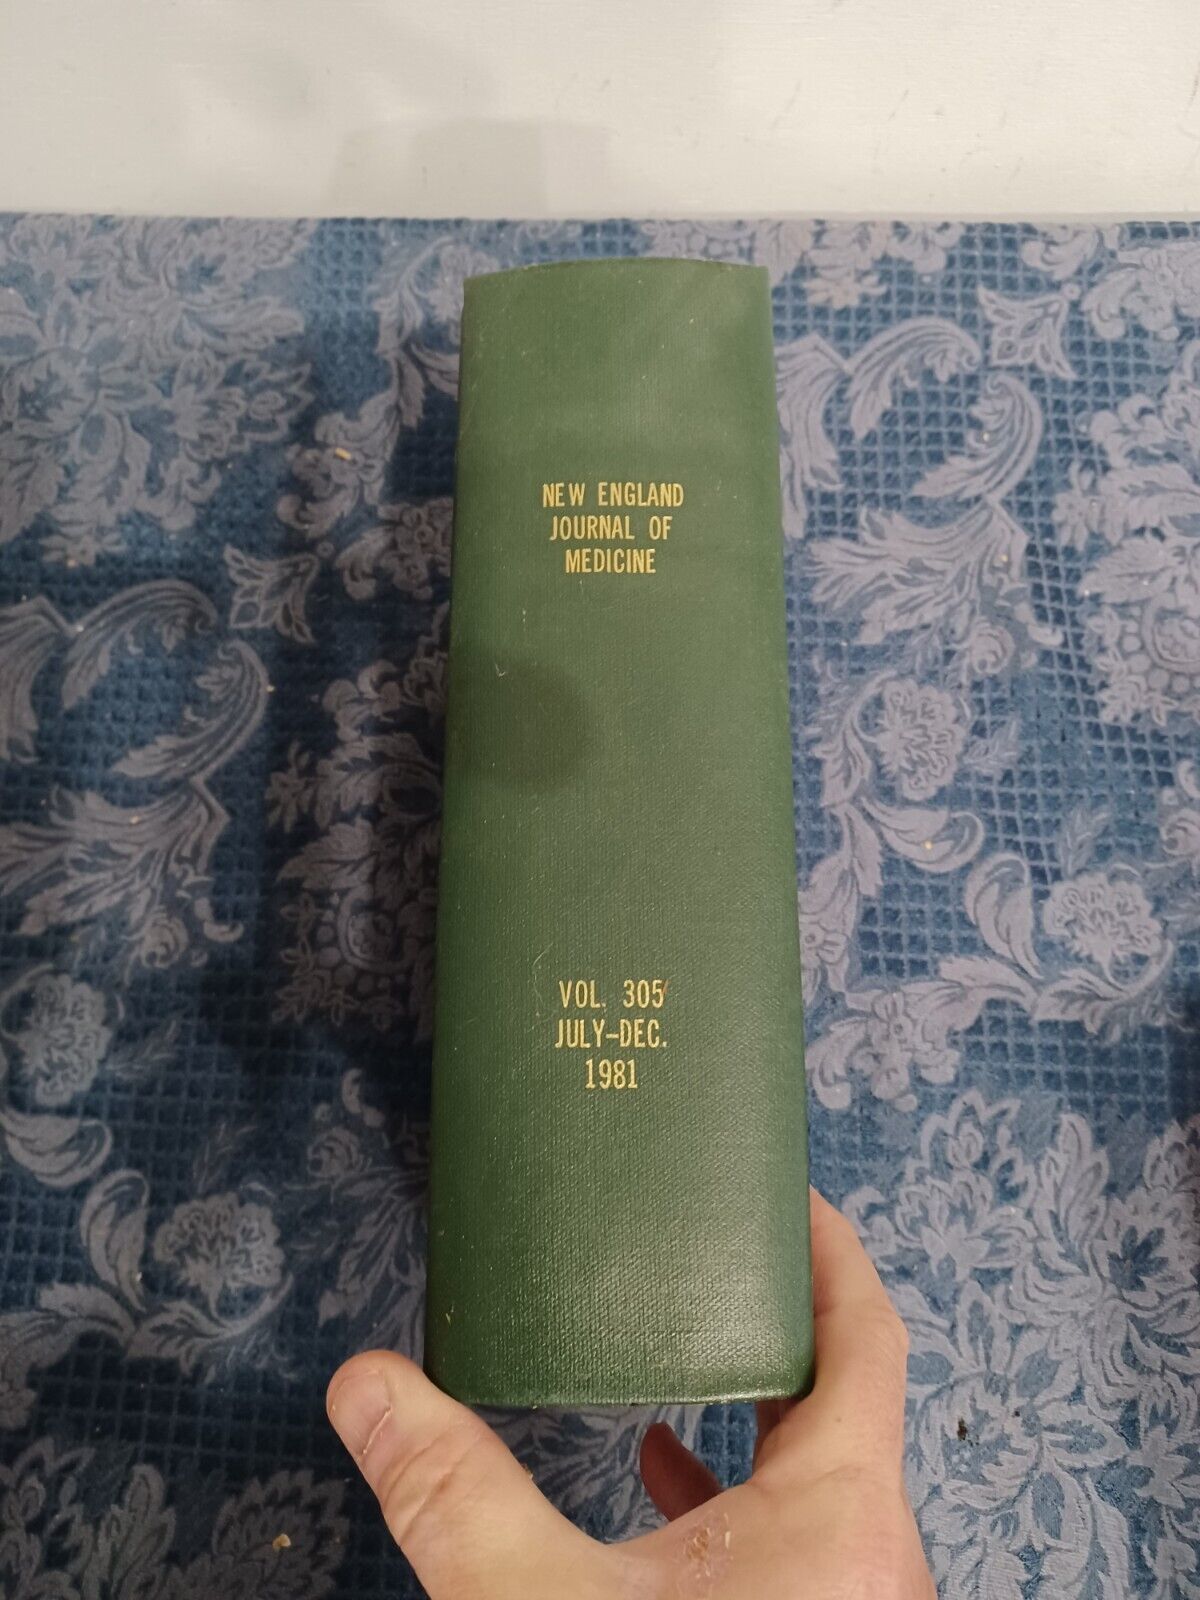 NEW ENGLAND
JOURNAL OF
MEDICINE
VOL. 305
JULY-DEC.
1981